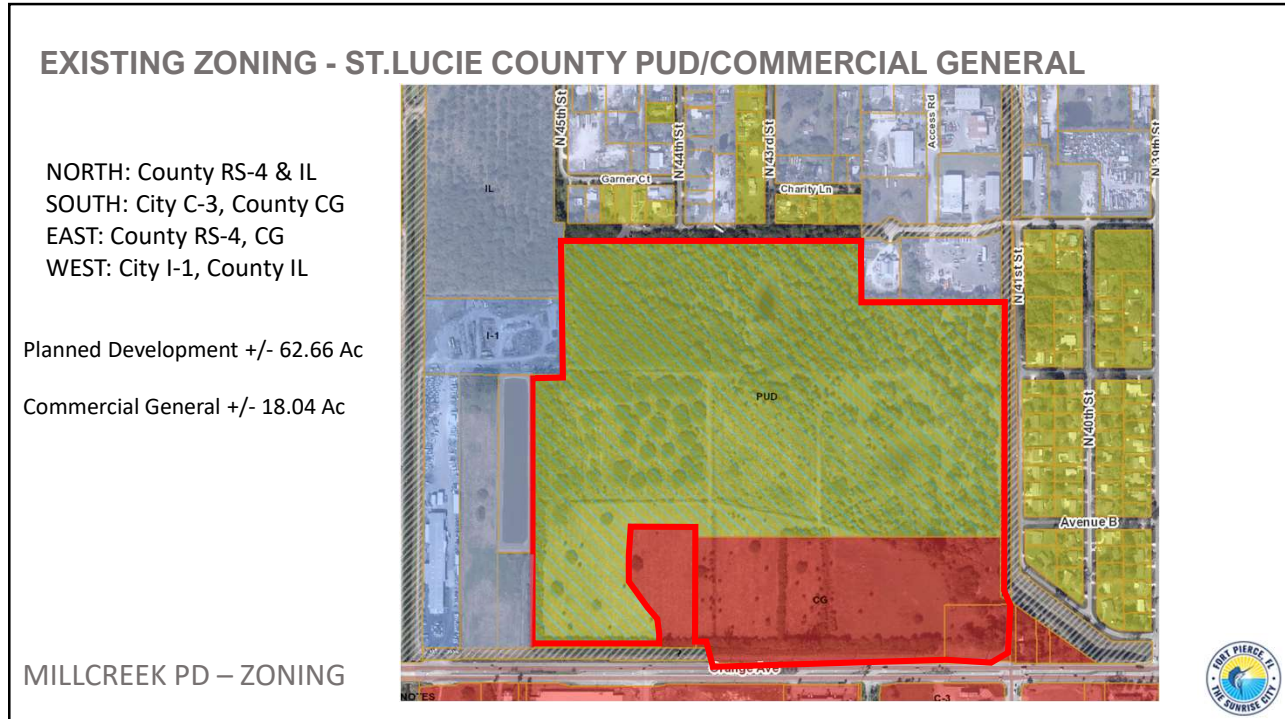 EXISTING ZONING - ST.LUCIE COUNTY PUD/COMMERCIAL GENERAL
NORTH: County RS-4 & IL
SOUTH: City C-3, County CG
EAST: County RS-4, CG
WEST: City I-1, County IL
Planned Development +/- 62.66 Ac
Commercial General +/- 18.04 Ac
N 45th St
N 44th St
N 43rd St
Access Rd
N 39th St
Garner Ct
Charity Ln
IL
N 41st St
I-1
PUD
N 40th St
Avenue B
CG
Orange Ave
C-3
MILLCREEK PD – ZONING
FORT PIERCE, FL
THE SUNRISE CITY